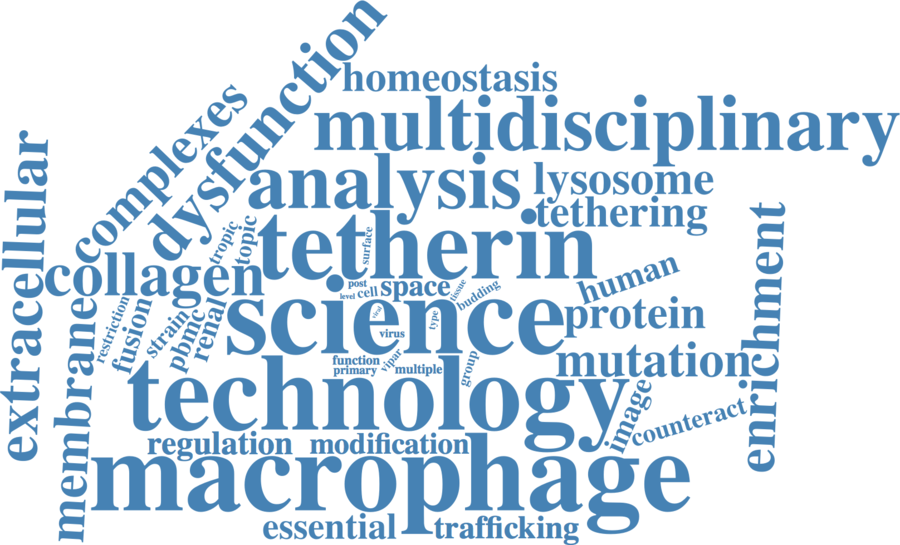 dysfunction
homeostasis
complexes
multidisciplinary
extracellular
analysis
lysosome
tethering
tropic
topic
tetherin
surface
collagen
human
enrichment
post
cell
space
tissue
level
budding
membrane
restriction
fusion
strain
pbmc
renal
science
viral
virus
type
protein
function
primary
vipar
multiple
group
mutation
technology
image
counteract
regulation
modification
macrophage
essential
trafficking